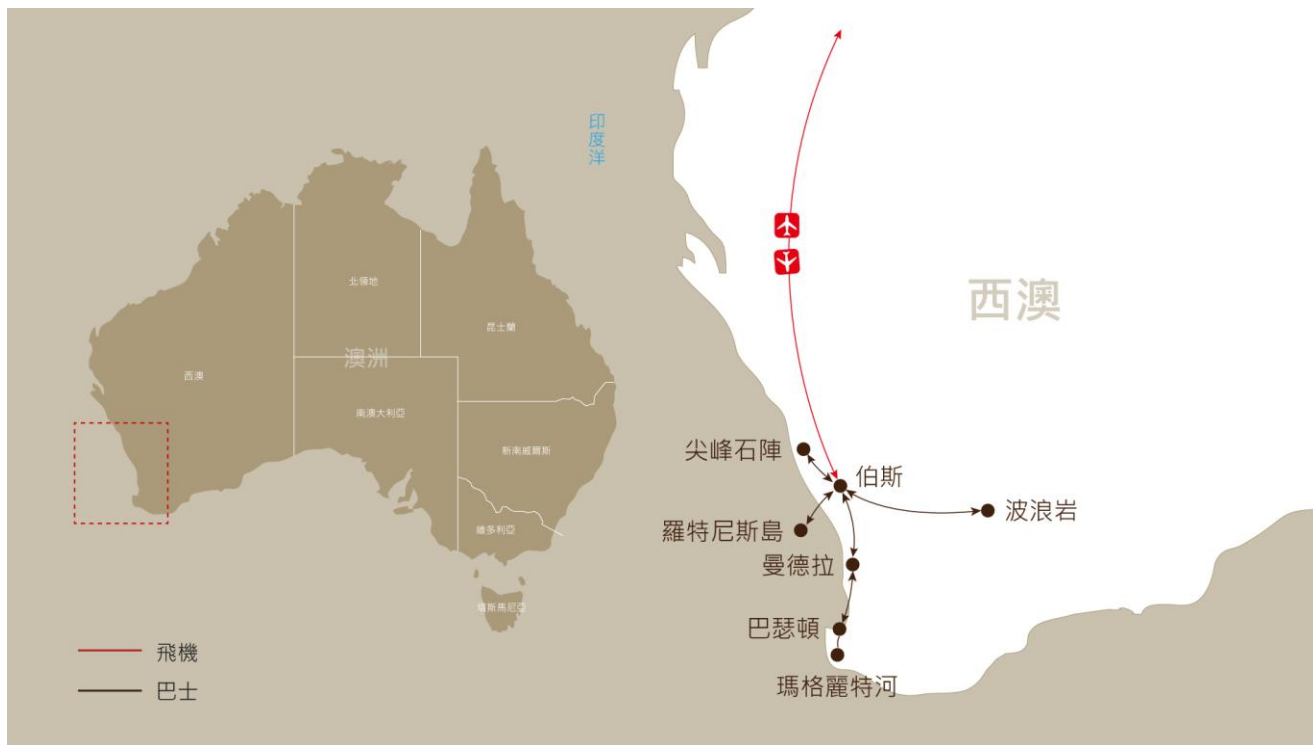 印度洋
北領地
昆士蘭
澳洲
西澳
南澳大利亞
新南威爾斯
維多利亞
塔斯馬尼亞
飛機
巴士
西澳
尖峰石陣
伯斯
波浪岩
羅特尼斯島
曼德拉
巴瑟頓
瑪格麗特河